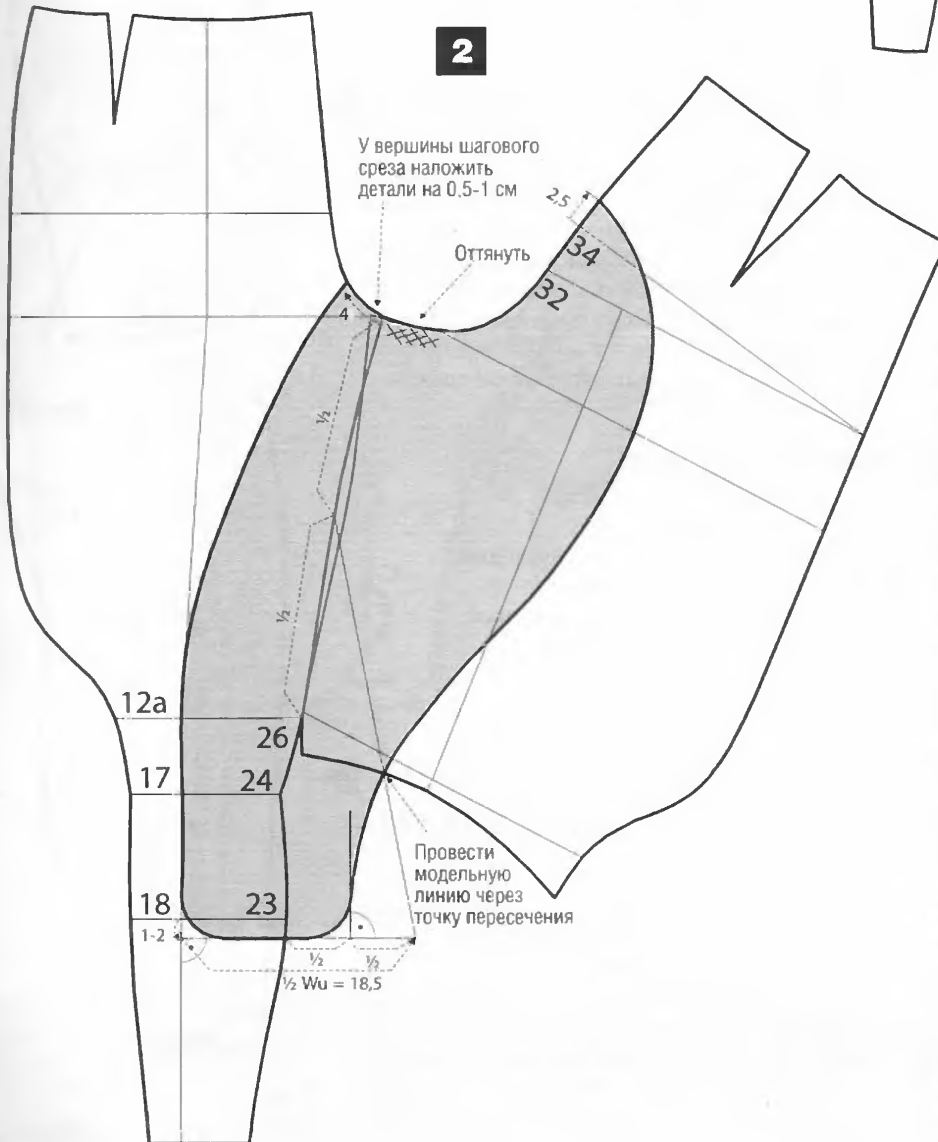 2
У вершины шагового
среза наложить
детали на 0,5-1 см
2,5
Оттянуть
34
32
4
½
½
12a
26
17
24
Провести
модельную
линию через
точку пересечения
18
23
1-2
½
½
½ Wu = 18,5